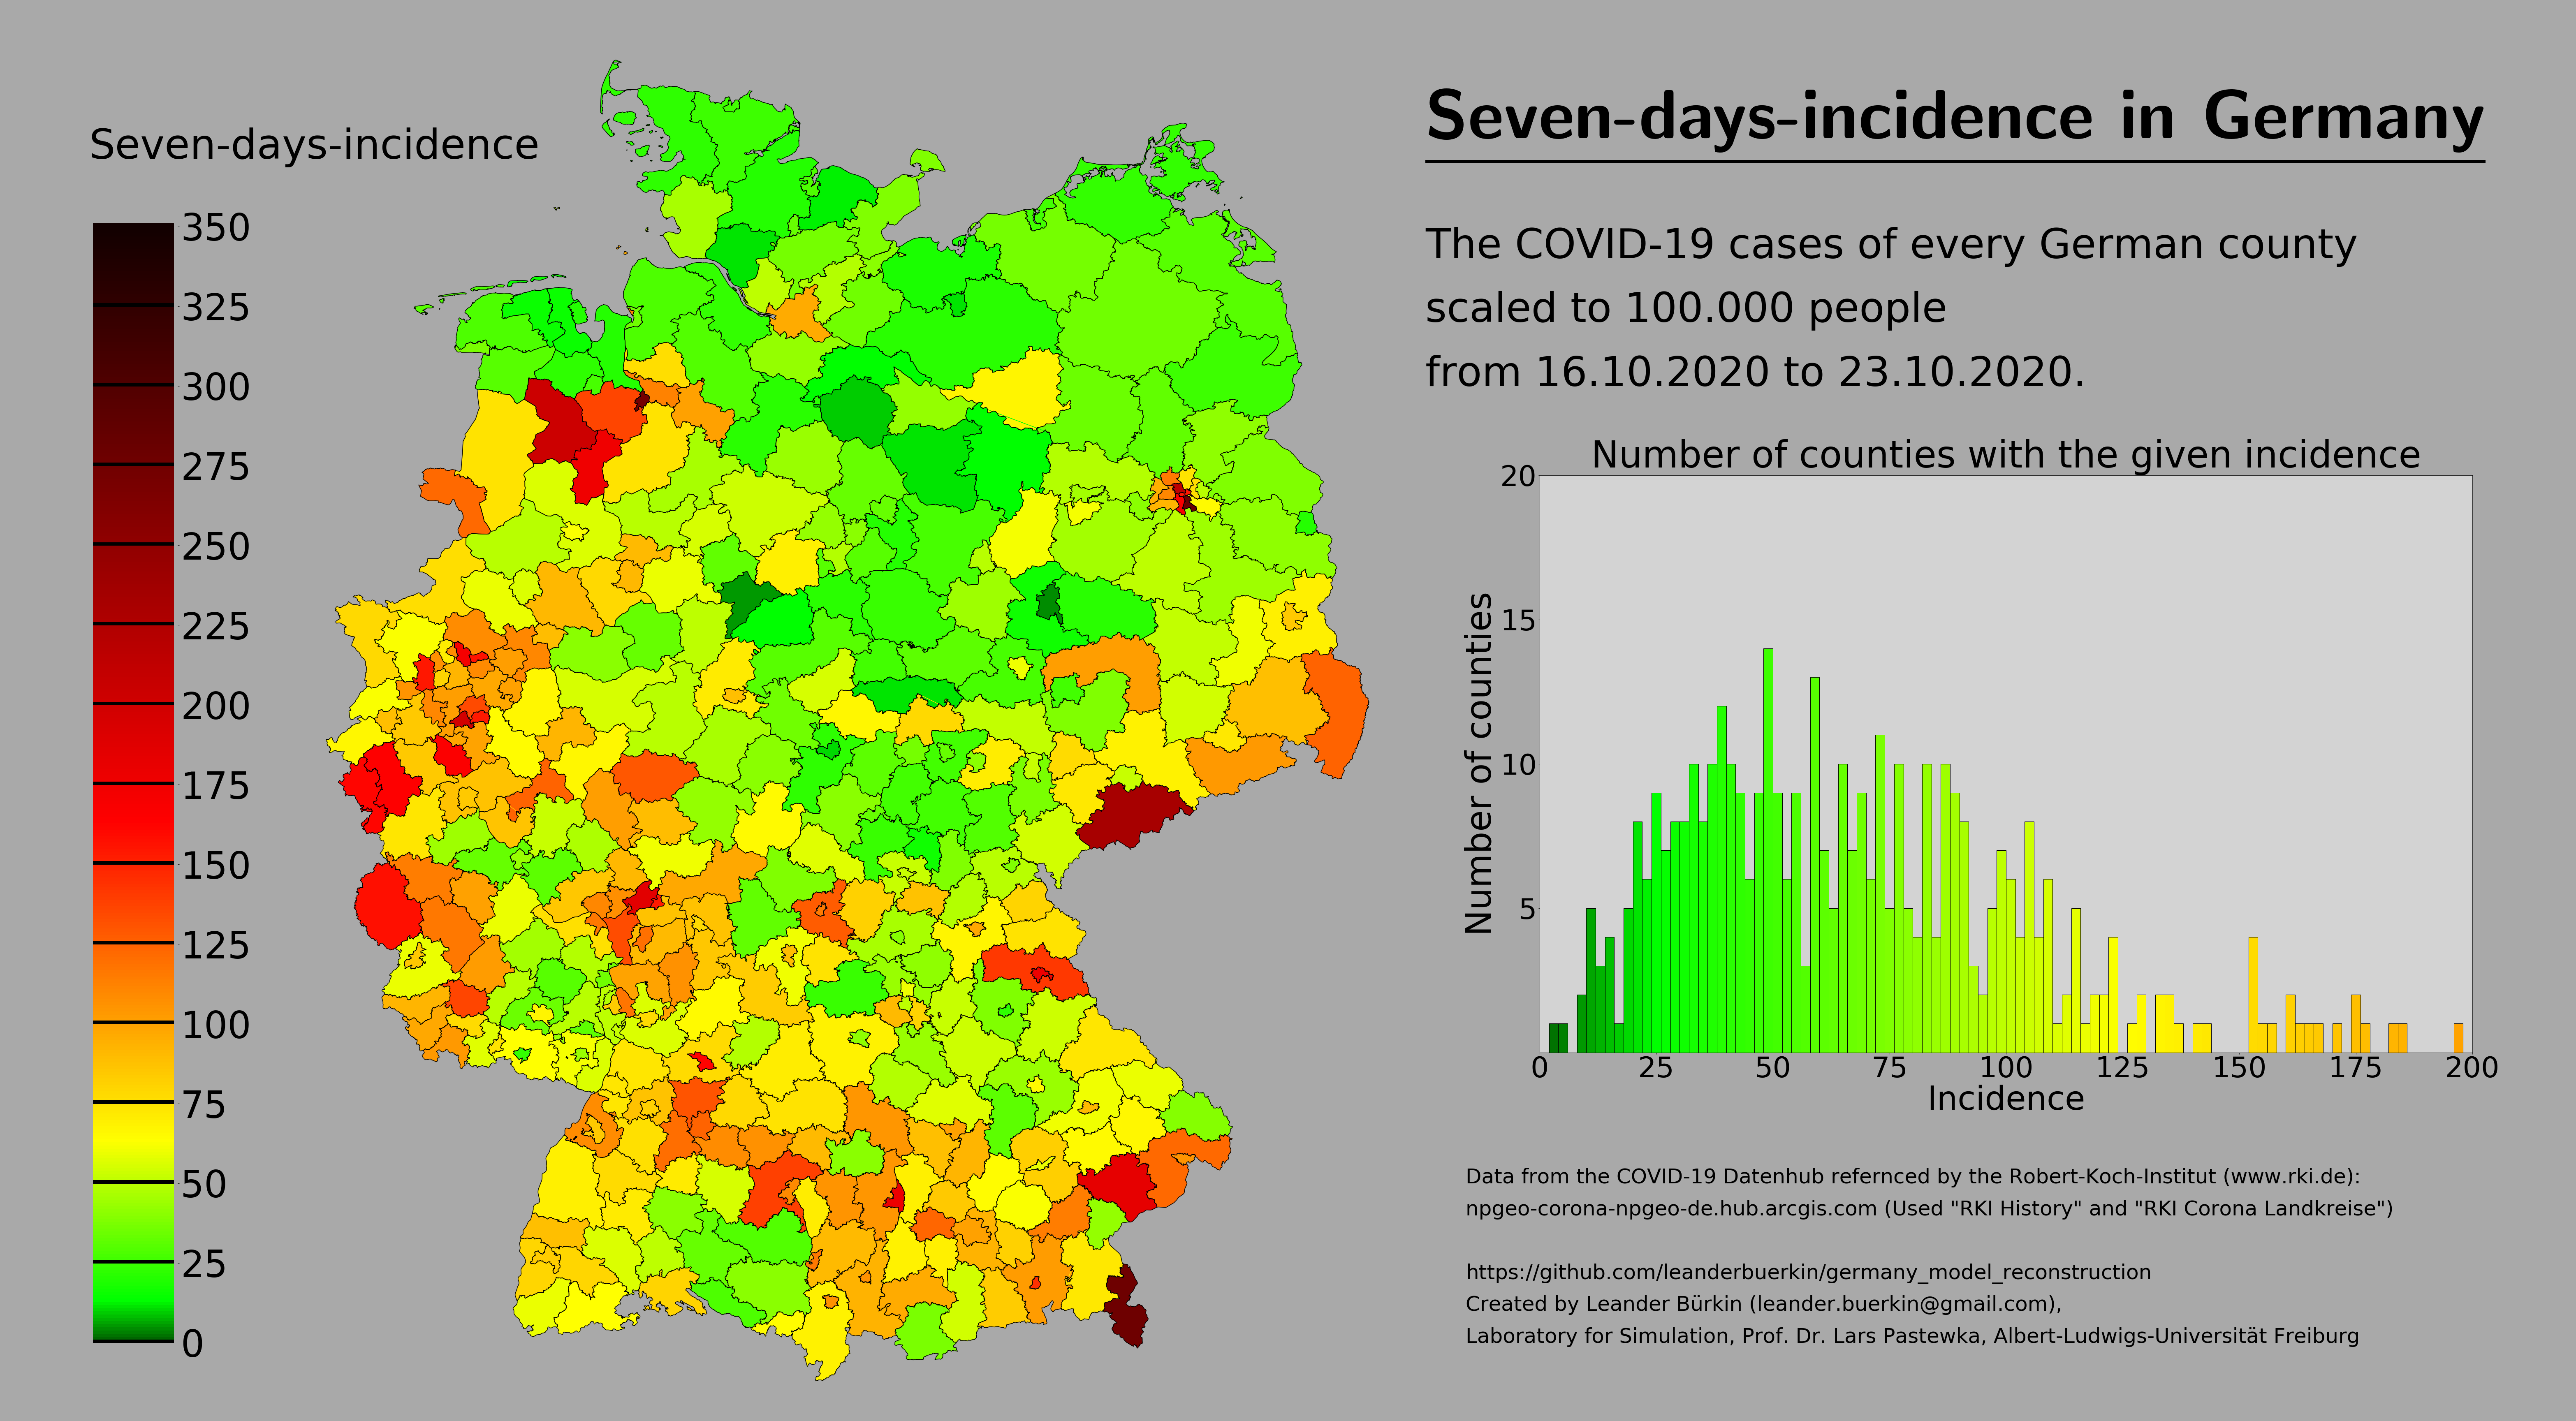 Seven-days-incidence
350
325
300
275
250
225
200
175
150
125
100
75
50
25
0
Seven-days-incidence in Germany
The COVID-19 cases of every German county
scaled to 100.000 people
from 16.10.2020 to 23.10.2020.
Number of counties with the given incidence
Number of counties
20
15
10
5
0 25 50 75 100 125 150 175 200
Incidence
Data from the COVID-19 Datenhub refernced by the Robert-Koch-Institut (www.rki.de):
npgeo-corona-npgeo-de.hub.arcgis.com (Used "RKI History" and "RKI Corona Landkreise")
https://github.com/leanderbuerkin/germany_model_reconstruction
Created by Leander Bürkin (leander.buerkin@gmail.com),
Laboratory for Simulation, Prof. Dr. Lars Pastewka, Albert-Ludwigs-Universität Freiburg